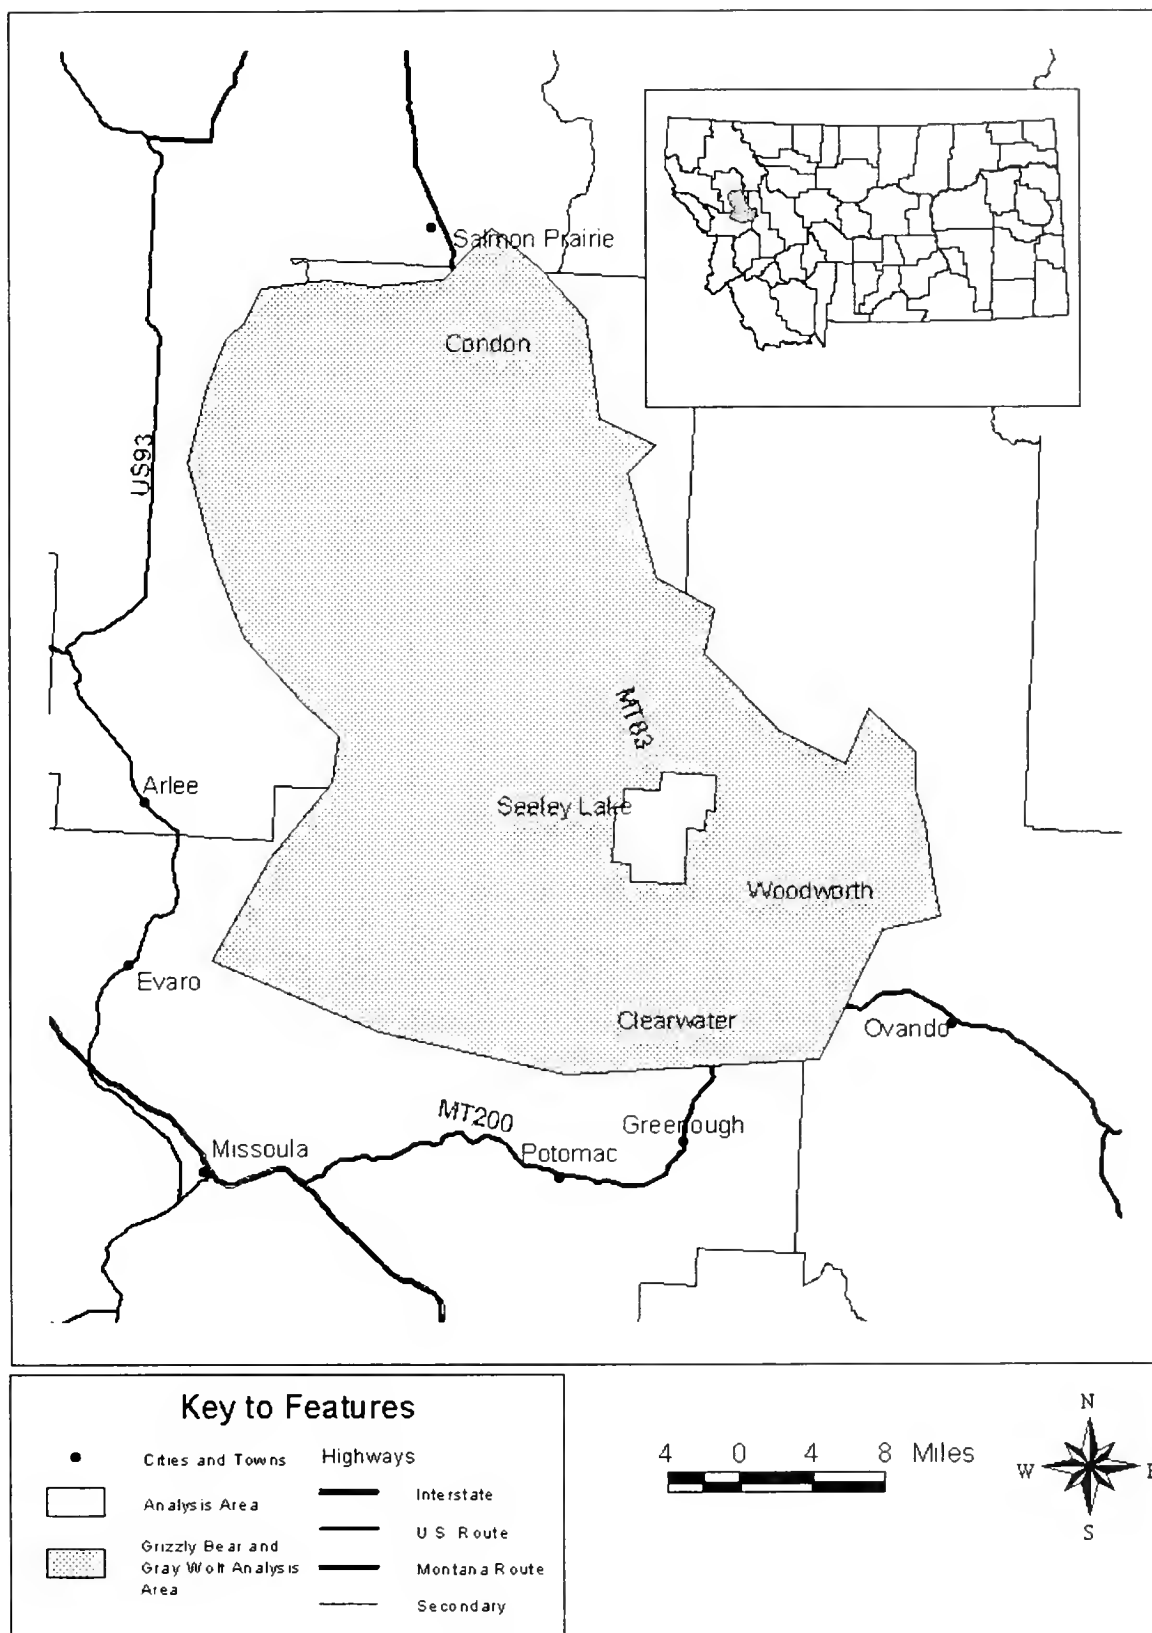 Salmon Prairie
Condon
US93
MT83
Arlee
Seeley Lake
Woodworth
Evaro
Clearwater
Ovando
MT200
Greenough
Missoula
Potomac
Key to Features
Cities and Towns
Analysis Area
Grizzly Bear and
Gray Wolf Analysis
Area
Highways
Interstate
U S Route
Montana Route
Secondary
4 0 4 8 Miles
N
W E
S